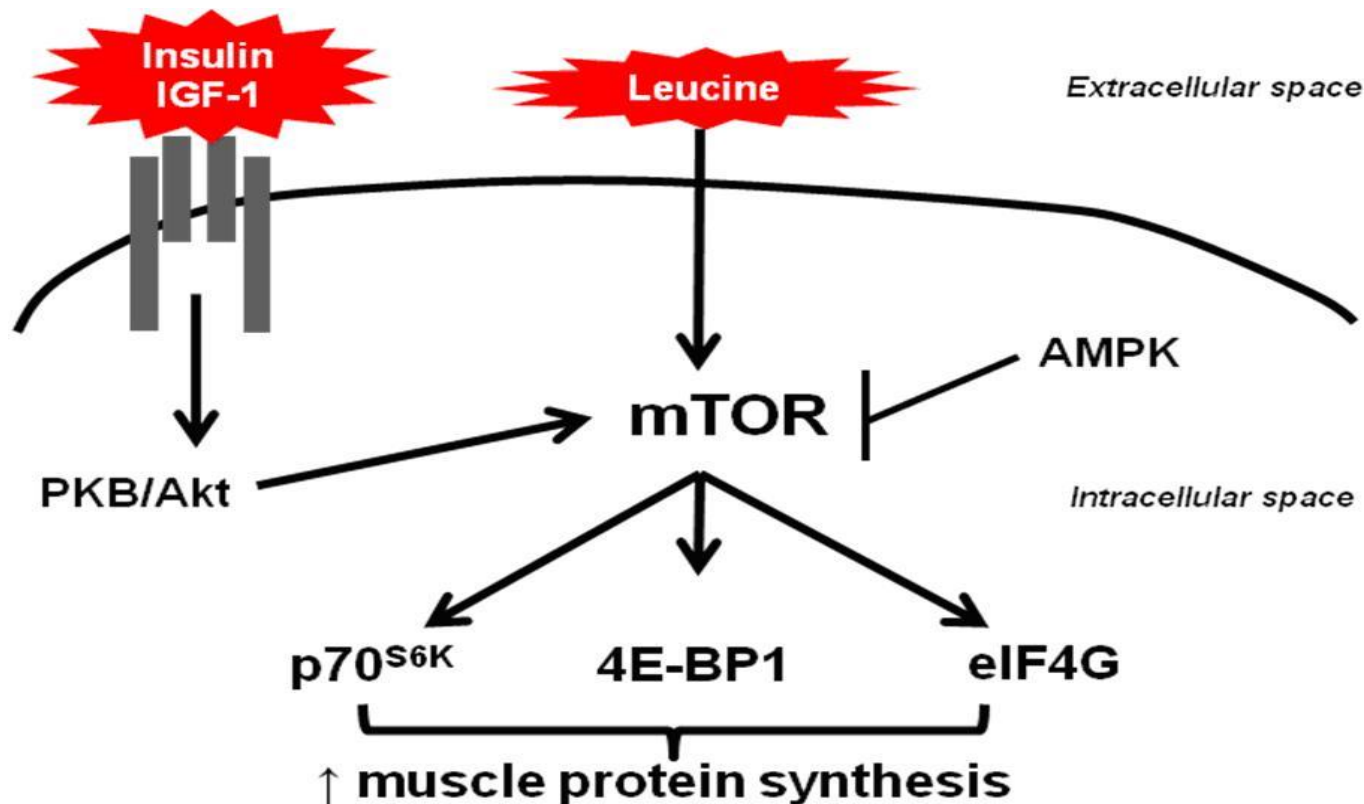 Insulin
IGF-1
Leucine
Extracellular space
AMPK
mTOR
PKB/Akt
Intracellular space
p70S6K
4E-BP1
eIF4G
↑ muscle protein synthesis